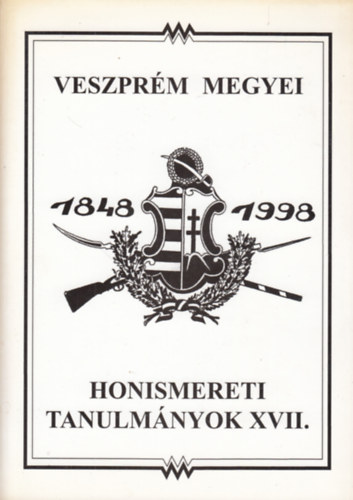 VESZPRÉM MEGYEI
1848 1998
HONISMERETI
TANULMÁNYOK XVII.